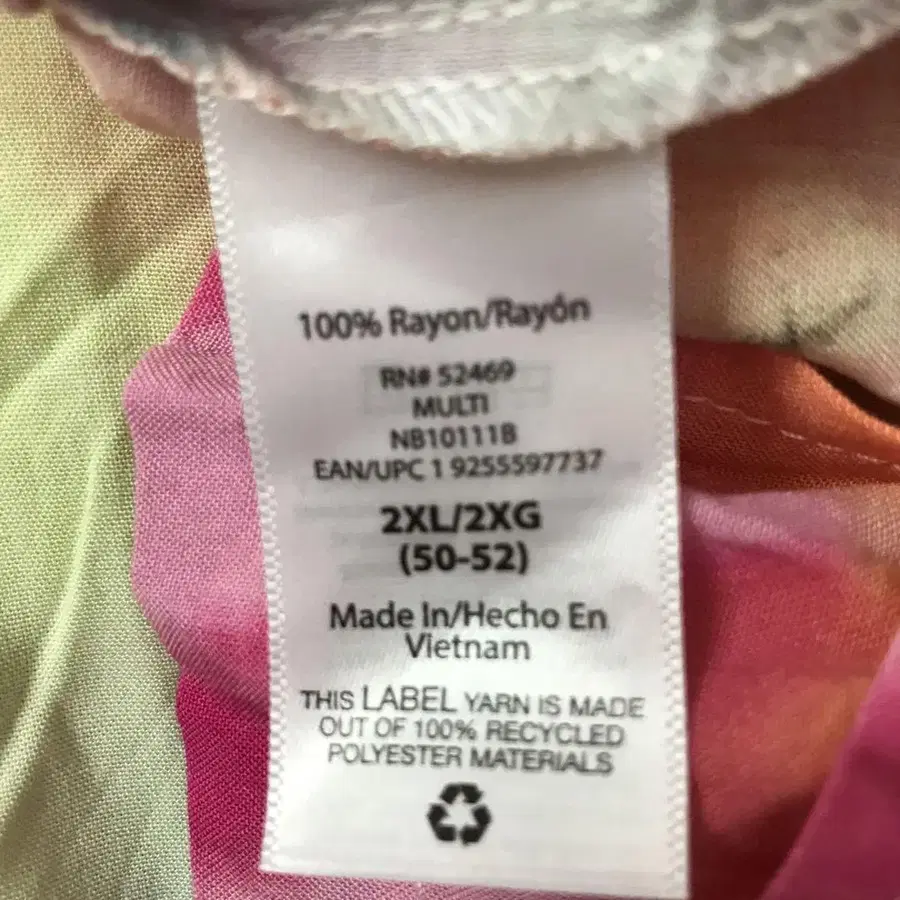 100% Rayon/Rayón
RN# 52469
MULTI
NB10111B
EAN/UPC 1 9255597737
2XL/2XG
(50-52)
Made In/Hecho En
Vietnam
THIS LABEL YARN IS MADE
OUT OF 100% RECYCLED
POLYESTER MATERIALS